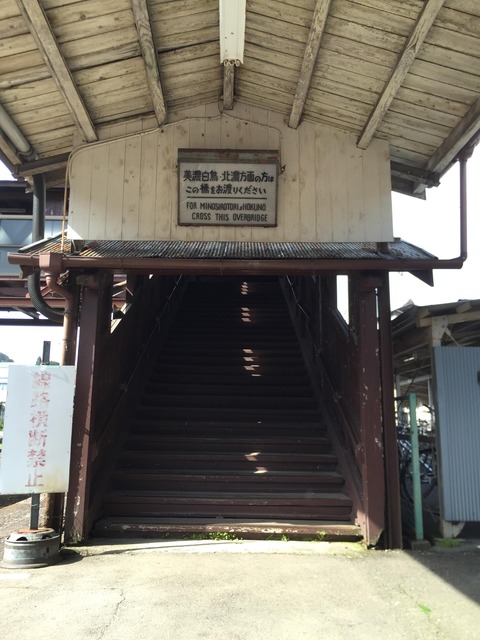 美濃白鳥・北濃方面の方は
この橋をお渡りください
FOR MINOSHIROTORI & HOKUNO
CROSS THIS OVERBRIDGE
線路横断禁止